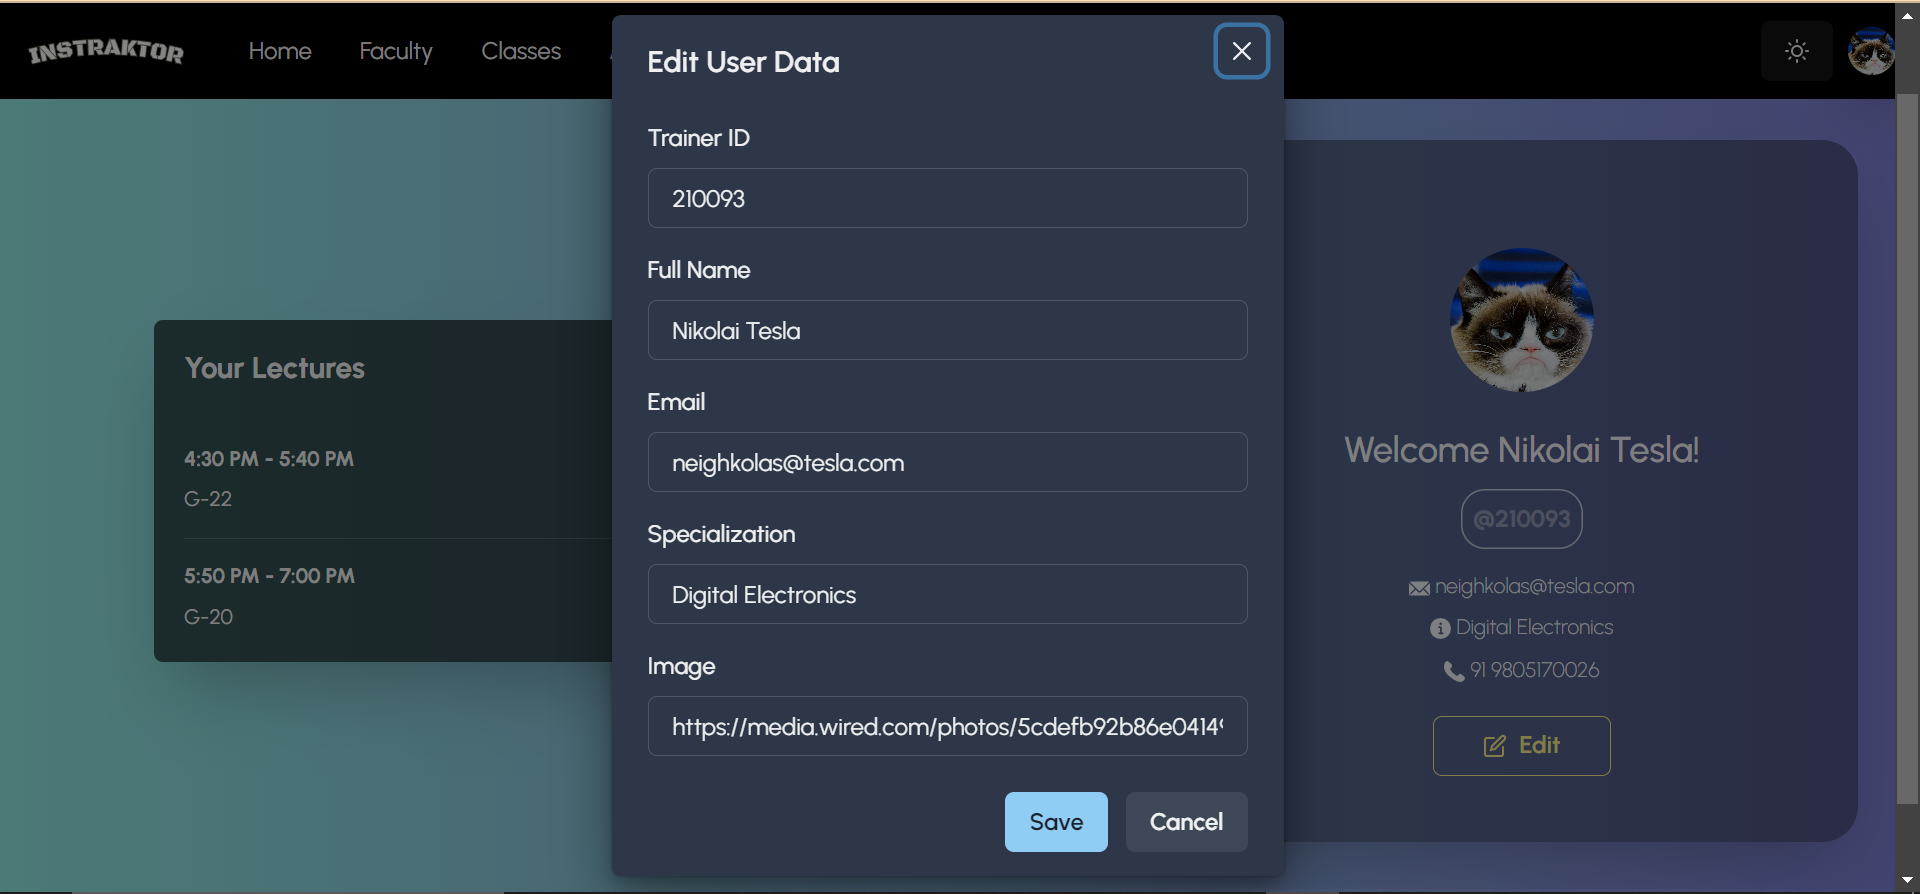 INSTRAKTOR
Home Faculty Classes
Edit User Data
Trainer ID
210093
Full Name
Nikolai Tesla
Email
neighkolas@tesla.com
Specialization
Digital Electronics
Image
https://media.wired.com/photos/5cdefb92b86e0414
Save Cancel
Your Lectures
4:30 PM - 5:40 PM
G-22
5:50 PM - 7:00 PM
G-20
Welcome Nikolai Tesla!
@210093
neighkolas@tesla.com
Digital Electronics
91 9805170026
Edit